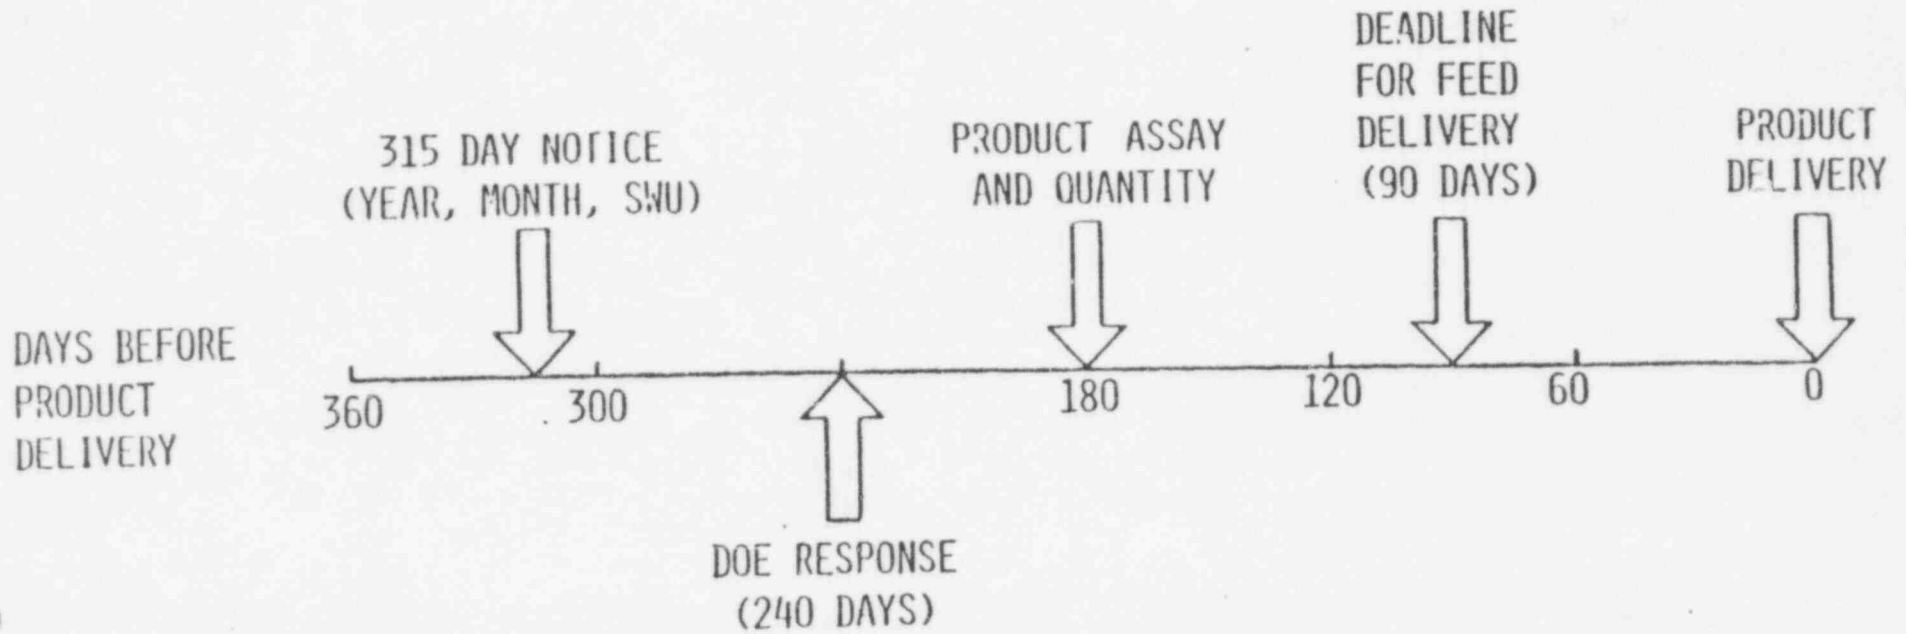 DEADLINE
FOR FEED
DELIVERY
(90 DAYS)
315 DAY NOTICE
(YEAR, MONTH, SWU)
PRODUCT ASSAY
AND QUANTITY
PRODUCT
DELIVERY
DAYS BEFORE
PRODUCT
DELIVERY
360
300
180
120
60
0
DOE RESPONSE
(240 DAYS)